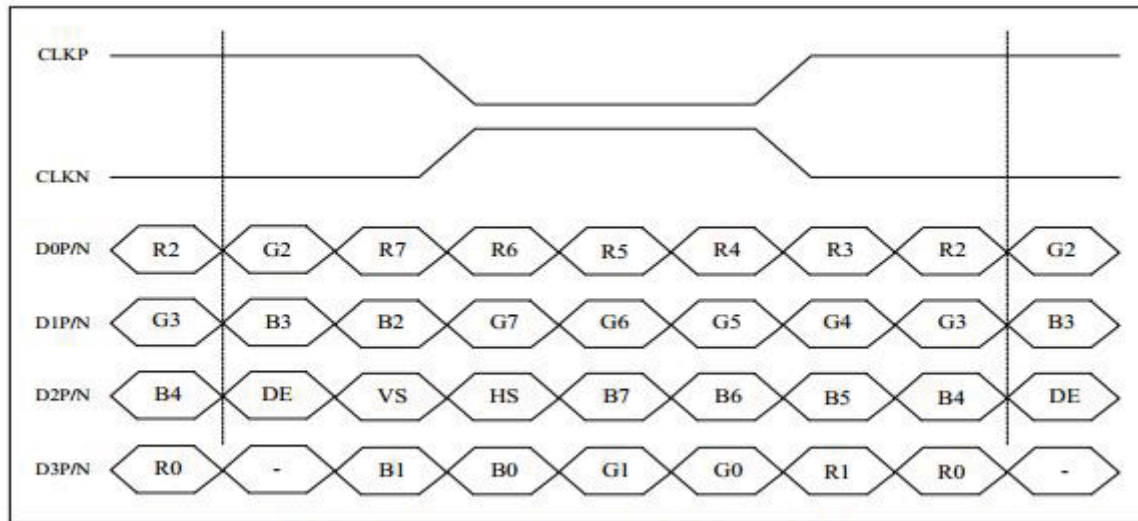 CLKP
CLKN
D0P/N R2 G2 R7 R6 R5 R4 R3 R2 G2
D1P/N G3 B3 B2 G7 G6 G5 G4 G3 B3
D2P/N B4 DE VS HS B7 B6 B5 B4 DE
D3P/N R0 - B1 B0 G1 G0 R1 R0 -